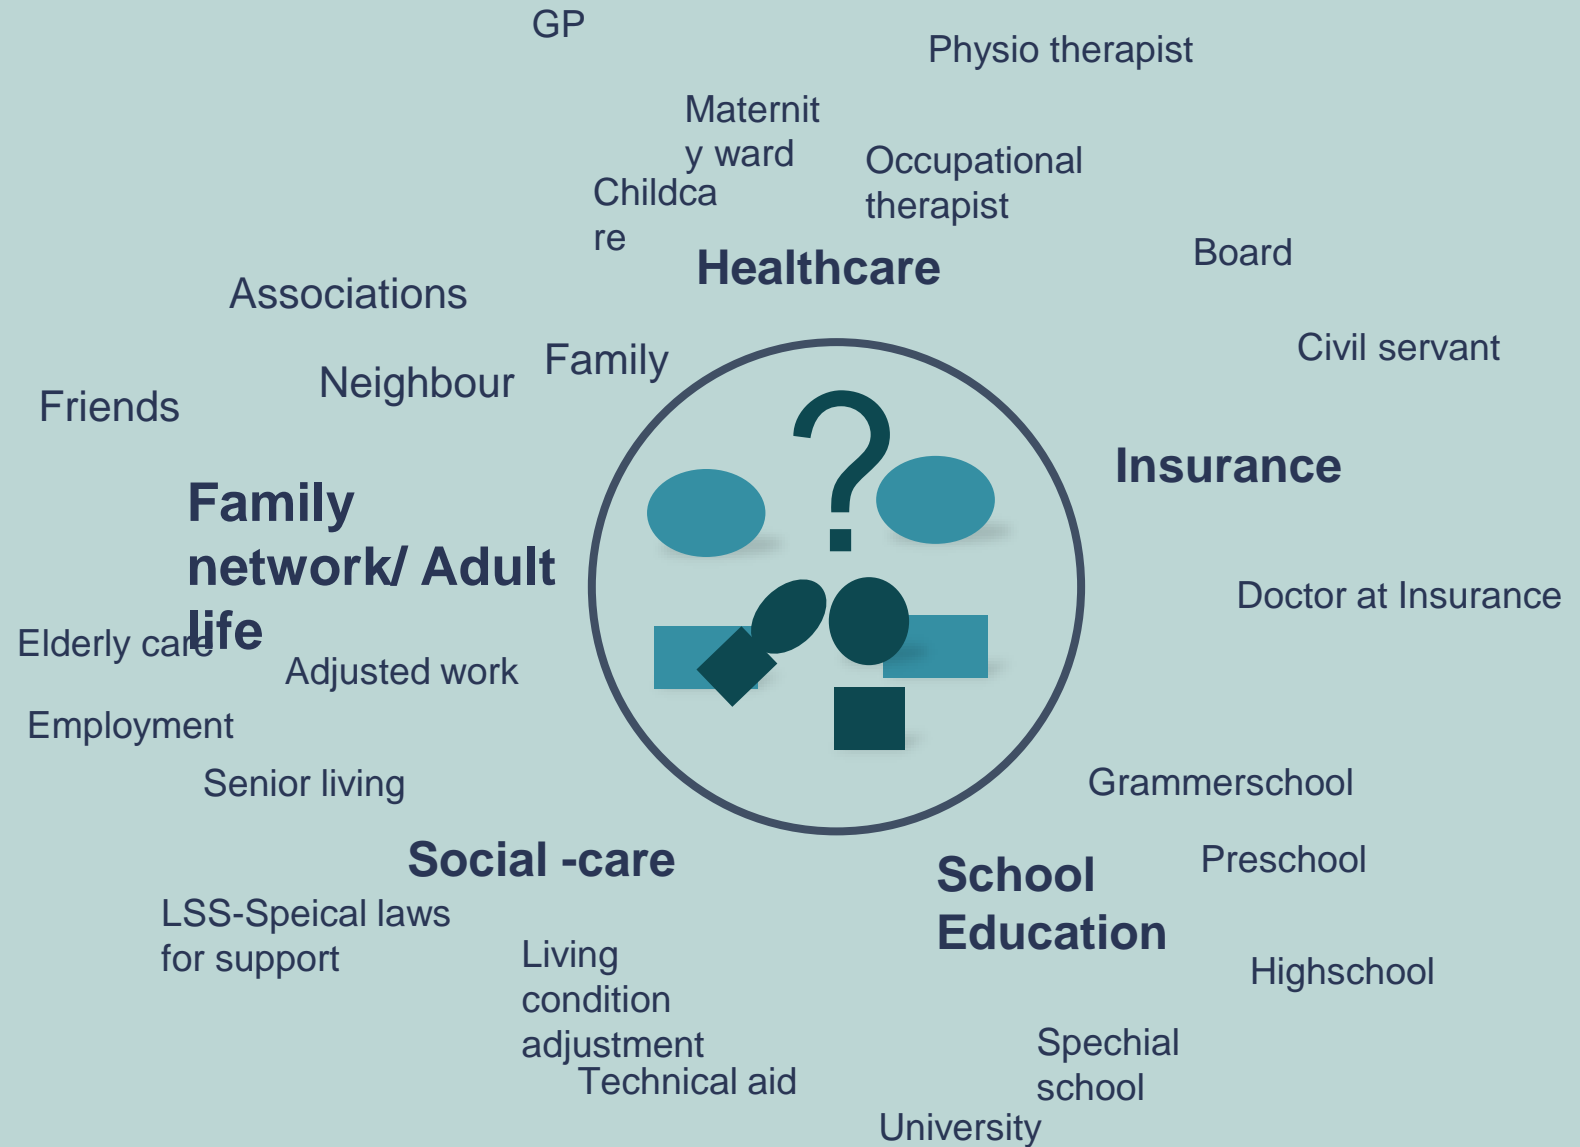 GP
Physio therapist
Maternit
y ward
Occupational
therapist
Childca
re
Healthcare
Board
Associations
Civil servant
Family
Neighbour
Friends
?
Insurance
Family
network/ Adult
life
Doctor at Insurance
Elderly care
Adjusted work
Employment
Senior living
Grammerschool
Social -care
School
Education
Preschool
LSS-Speical laws
for support
Living
condition
adjustment
Highschool
Technical aid
Spechial
school
University